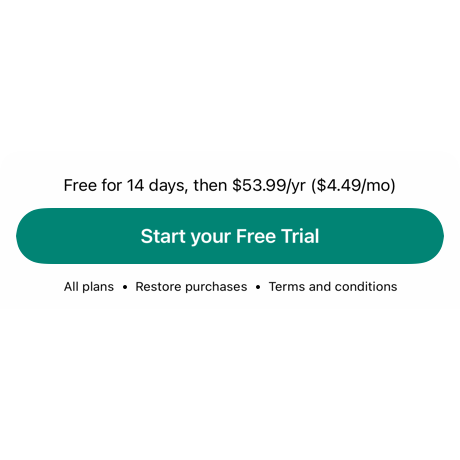 Free for 14 days, then $53.99/yr ($4.49/mo)
Start your Free Trial
All plans • Restore purchases • Terms and conditions